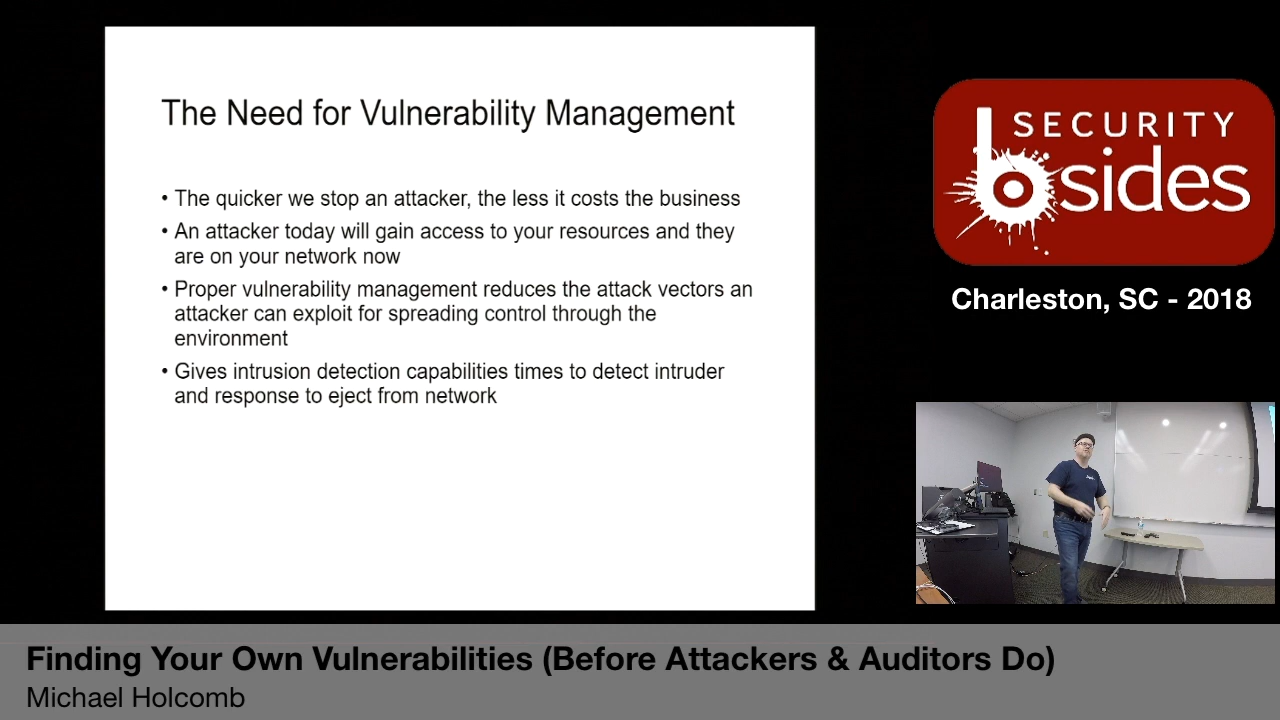 The Need for Vulnerability Management
• The quicker we stop an attacker, the less it costs the business
• An attacker today will gain access to your resources and they
are on your network now
• Proper vulnerability management reduces the attack vectors an
attacker can exploit for spreading control through the
environment
• Gives intrusion detection capabilities times to detect intruder
and response to eject from network
SECURITY
bsides
Charleston, SC - 2018
Finding Your Own Vulnerabilities (Before Attackers & Auditors Do)
Michael Holcomb